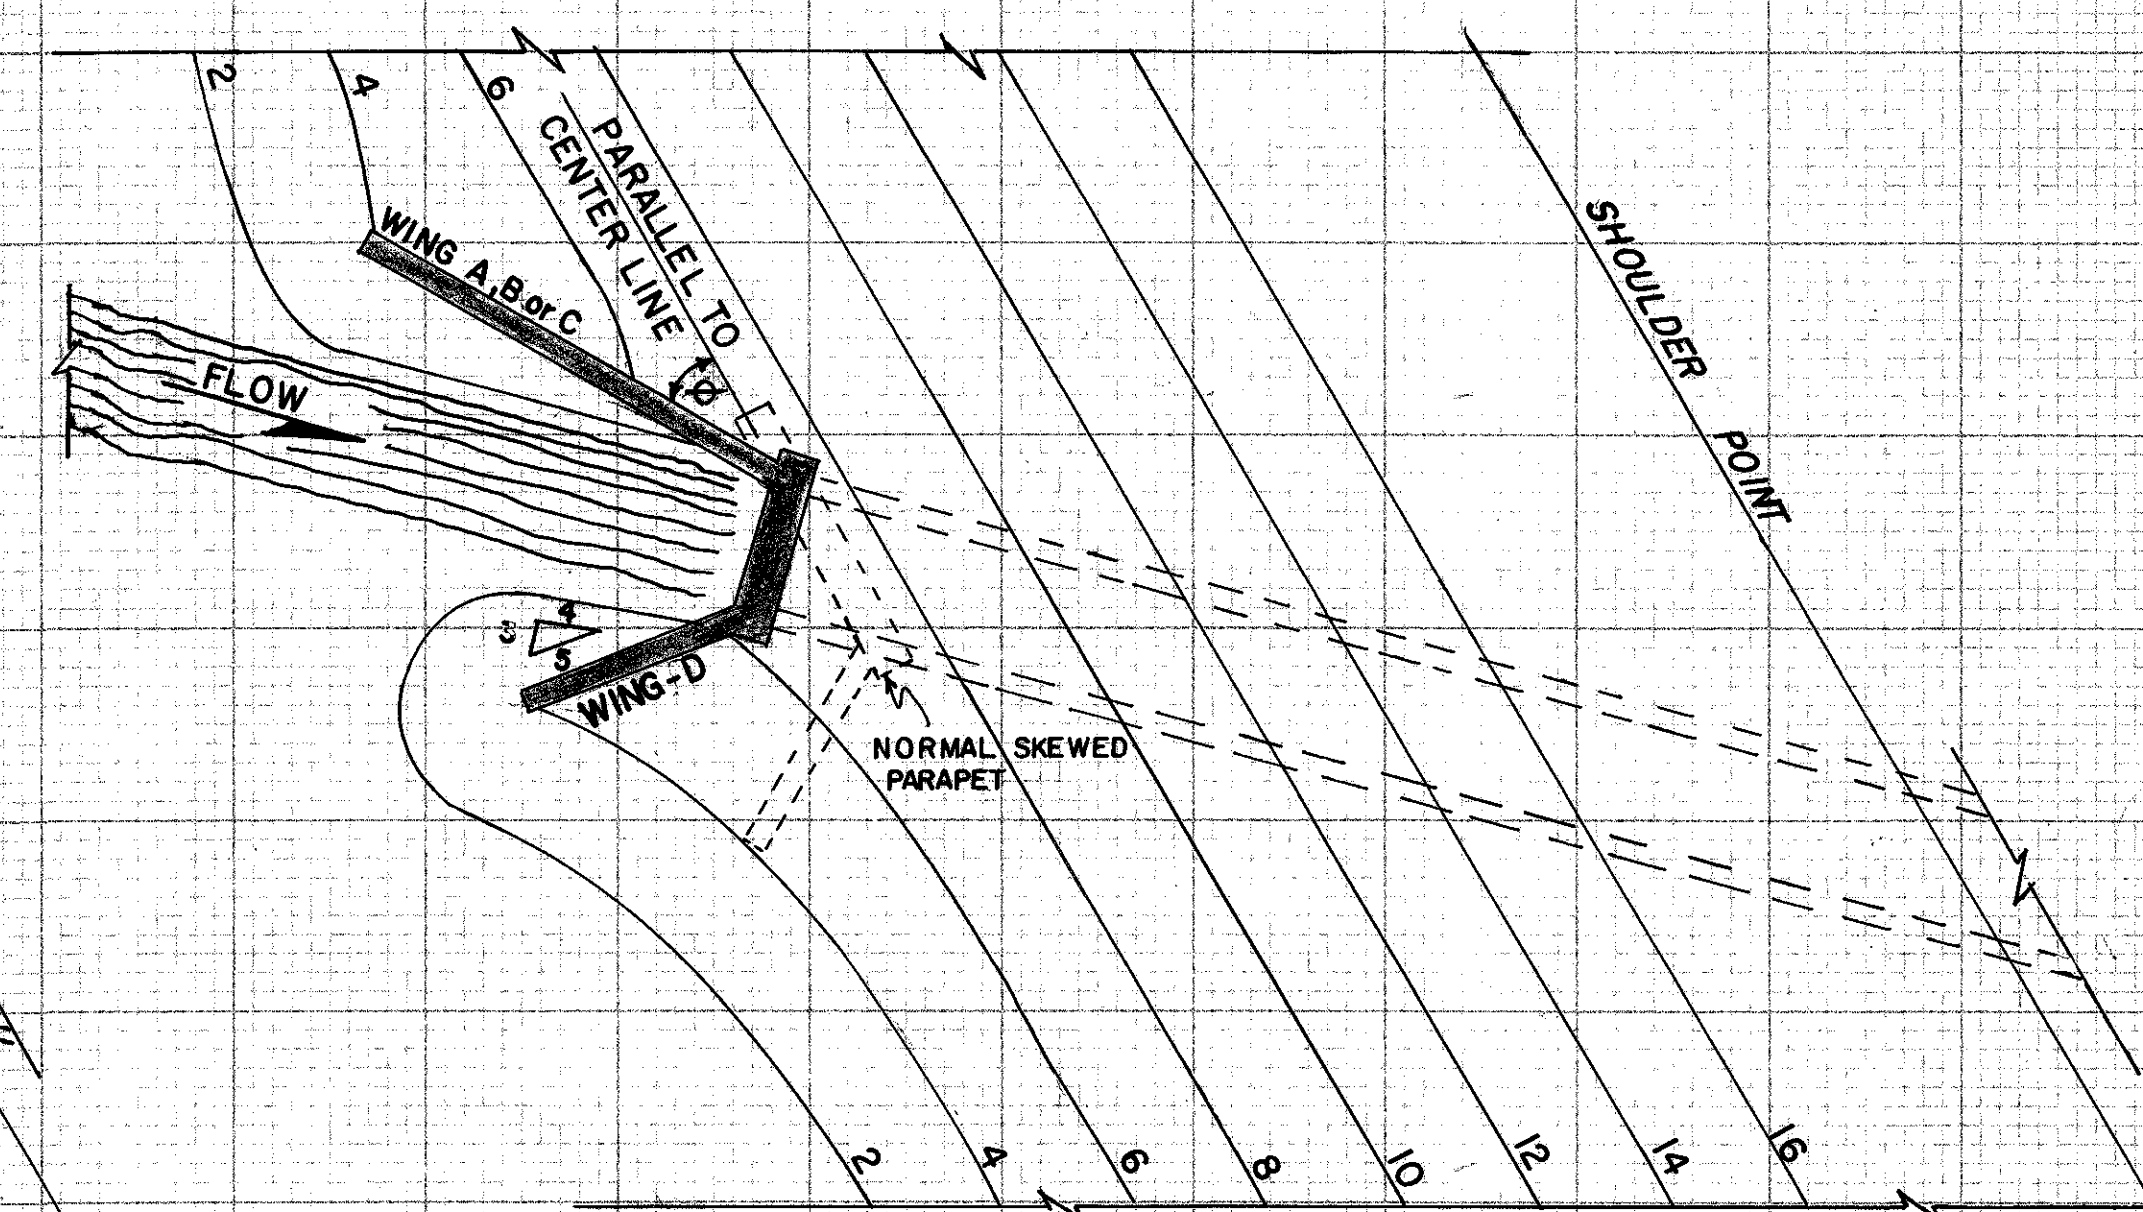 2
4
6
PARALLEL TO
CENTER LINE
SHOULDER POINT
WING A, B or C
Ø
FLOW
4
3
5
WING-D
NORMAL SKEWED
PARAPET
2
4
6
8
10
12
14
16